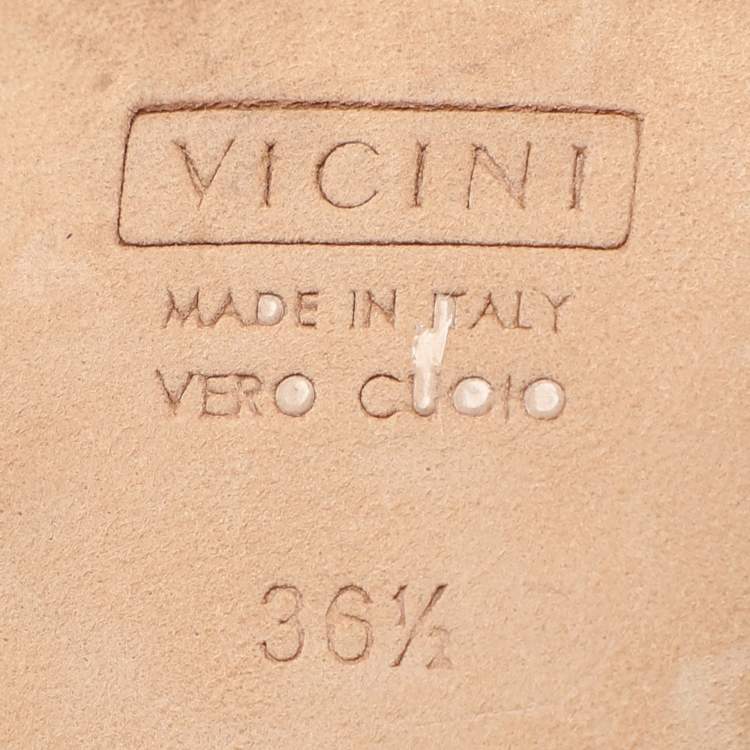 VICINI
MADE IN ITALY
VERO CUOIO
36½